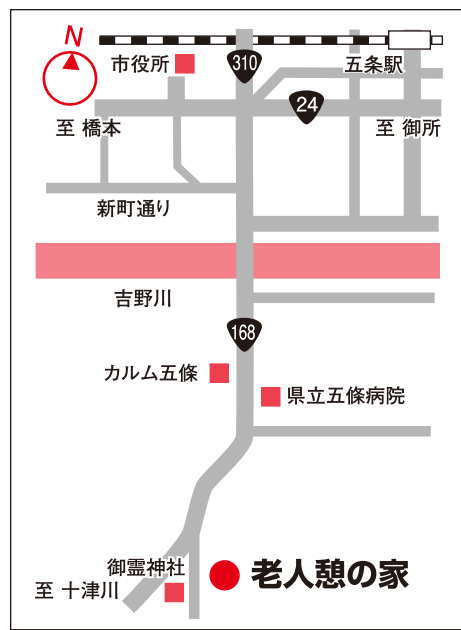 N
市役所
310
五条駅
24
至 橋本
至 御所
新町通り
吉野川
168
カルム五條
県立五條病院
御霊神社
老人憩の家
至 十津川